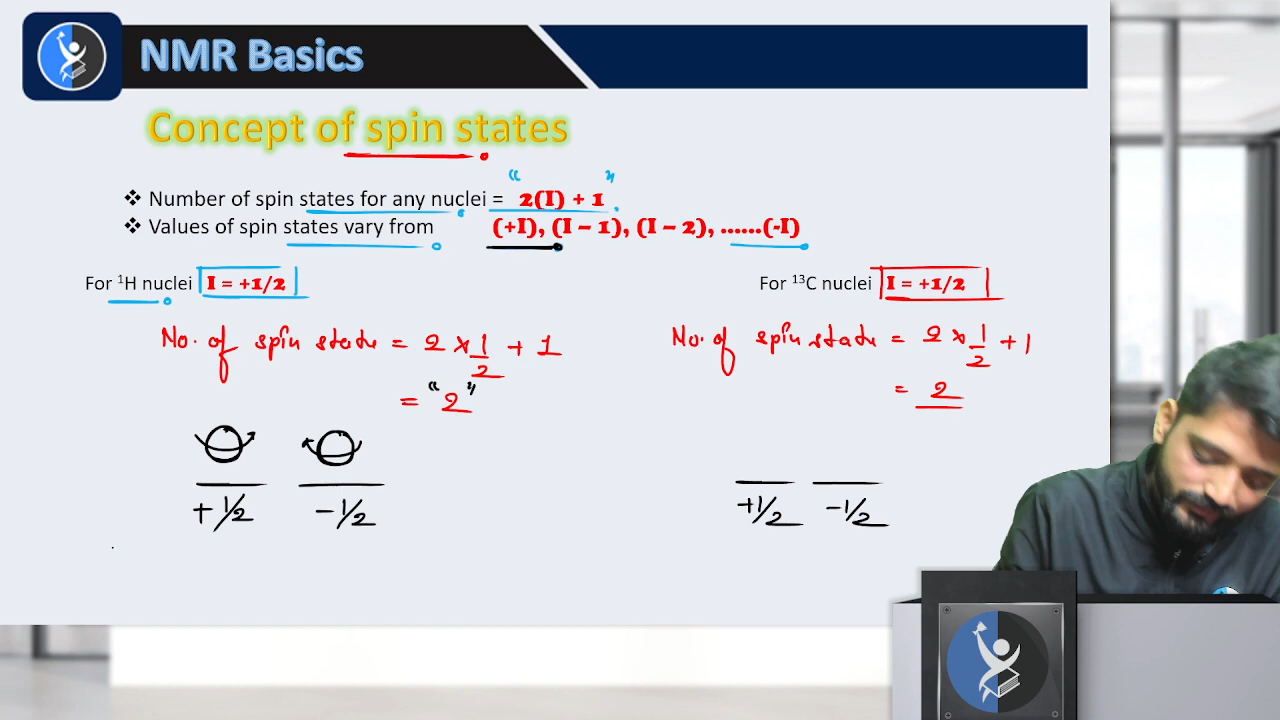 NMR Basics
Concept of spin states
❖ Number of spin states for any nuclei = “ 2(I) + 1 ”
❖ Values of spin states vary from (+I), (I – 1), (I – 2), ......(-I)
For ¹H nuclei I = +1/2
For ¹³C nuclei I = +1/2
No. of spin state = 2 × 1/2 + 1
= “2”
No. of spin state = 2 × 1/2 + 1
= 2
+1/2 -1/2
+1/2 -1/2